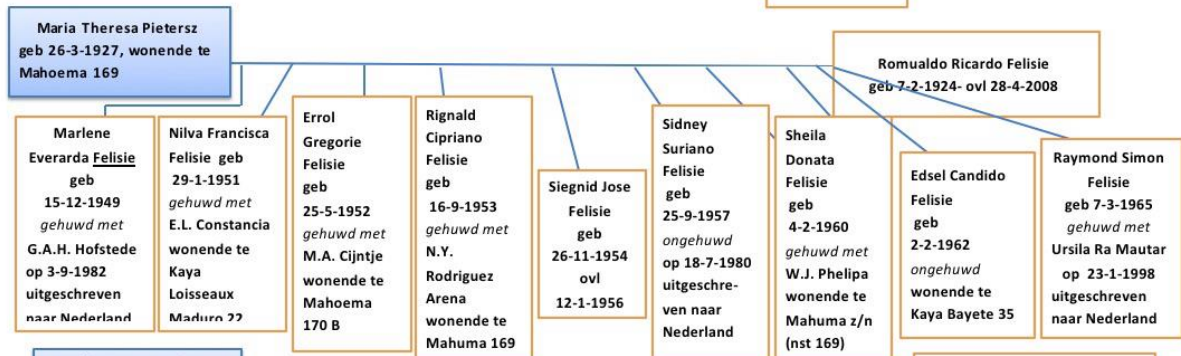 Maria Theresa Pietersz
geb 26-3-1927, wonende te
Mahoema 169
Romualdo Ricardo Felisie
geb 7-2-1924- ovl 28-4-2008
Marlene
Everarda Felisie
geb
15-12-1949
gehuwd met
G.A.H. Hofstede
op 3-9-1982
uitgeschreven
naar Nederland
Nilva Francisca
Felisie geb
29-1-1951
gehuwd met
E.L. Constancia
wonende te
Kaya
Loisseaux
Maduro 22
Errol
Gregorie
Felisie
geb
25-5-1952
gehuwd met
M.A. Cijntje
wonende te
Mahoema
170 B
Rignald
Cipriano
Felisie
geb
16-9-1953
gehuwd met
N.Y.
Rodriguez
Arena
wonende te
Mahuma 169
Siegnid Jose
Felisie
geb
26-11-1954
ovl
12-1-1956
Sidney
Suriano
Felisie
geb
25-9-1957
ongehuwd
op 18-7-1980
uitgeschre-
ven naar
Nederland
Sheila
Donata
Felisie
geb
4-2-1960
gehuwd met
W.J. Phelipa
wonende te
Mahuma z/n
(nst 169)
Edsel Candido
Felisie
geb
2-2-1962
ongehuwd
wonende te
Kaya Bayete 35
Raymond Simon
Felisie
geb 7-3-1965
gehuwd met
Ursila Ra Mautar
op 23-1-1998
uitgeschreven
naar Nederland